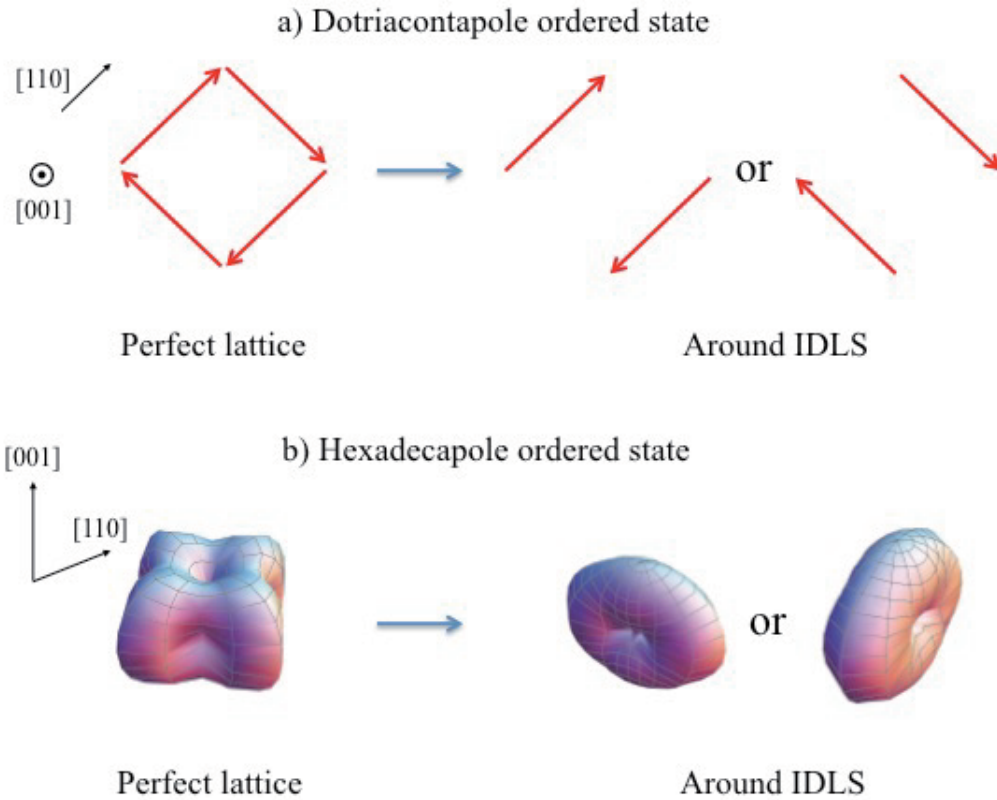 a) Dotriacontapole ordered state
[110]
[001]
or
Perfect lattice
Around IDLS
b) Hexadecapole ordered state
[001]
[110]
or
Perfect lattice
Around IDLS